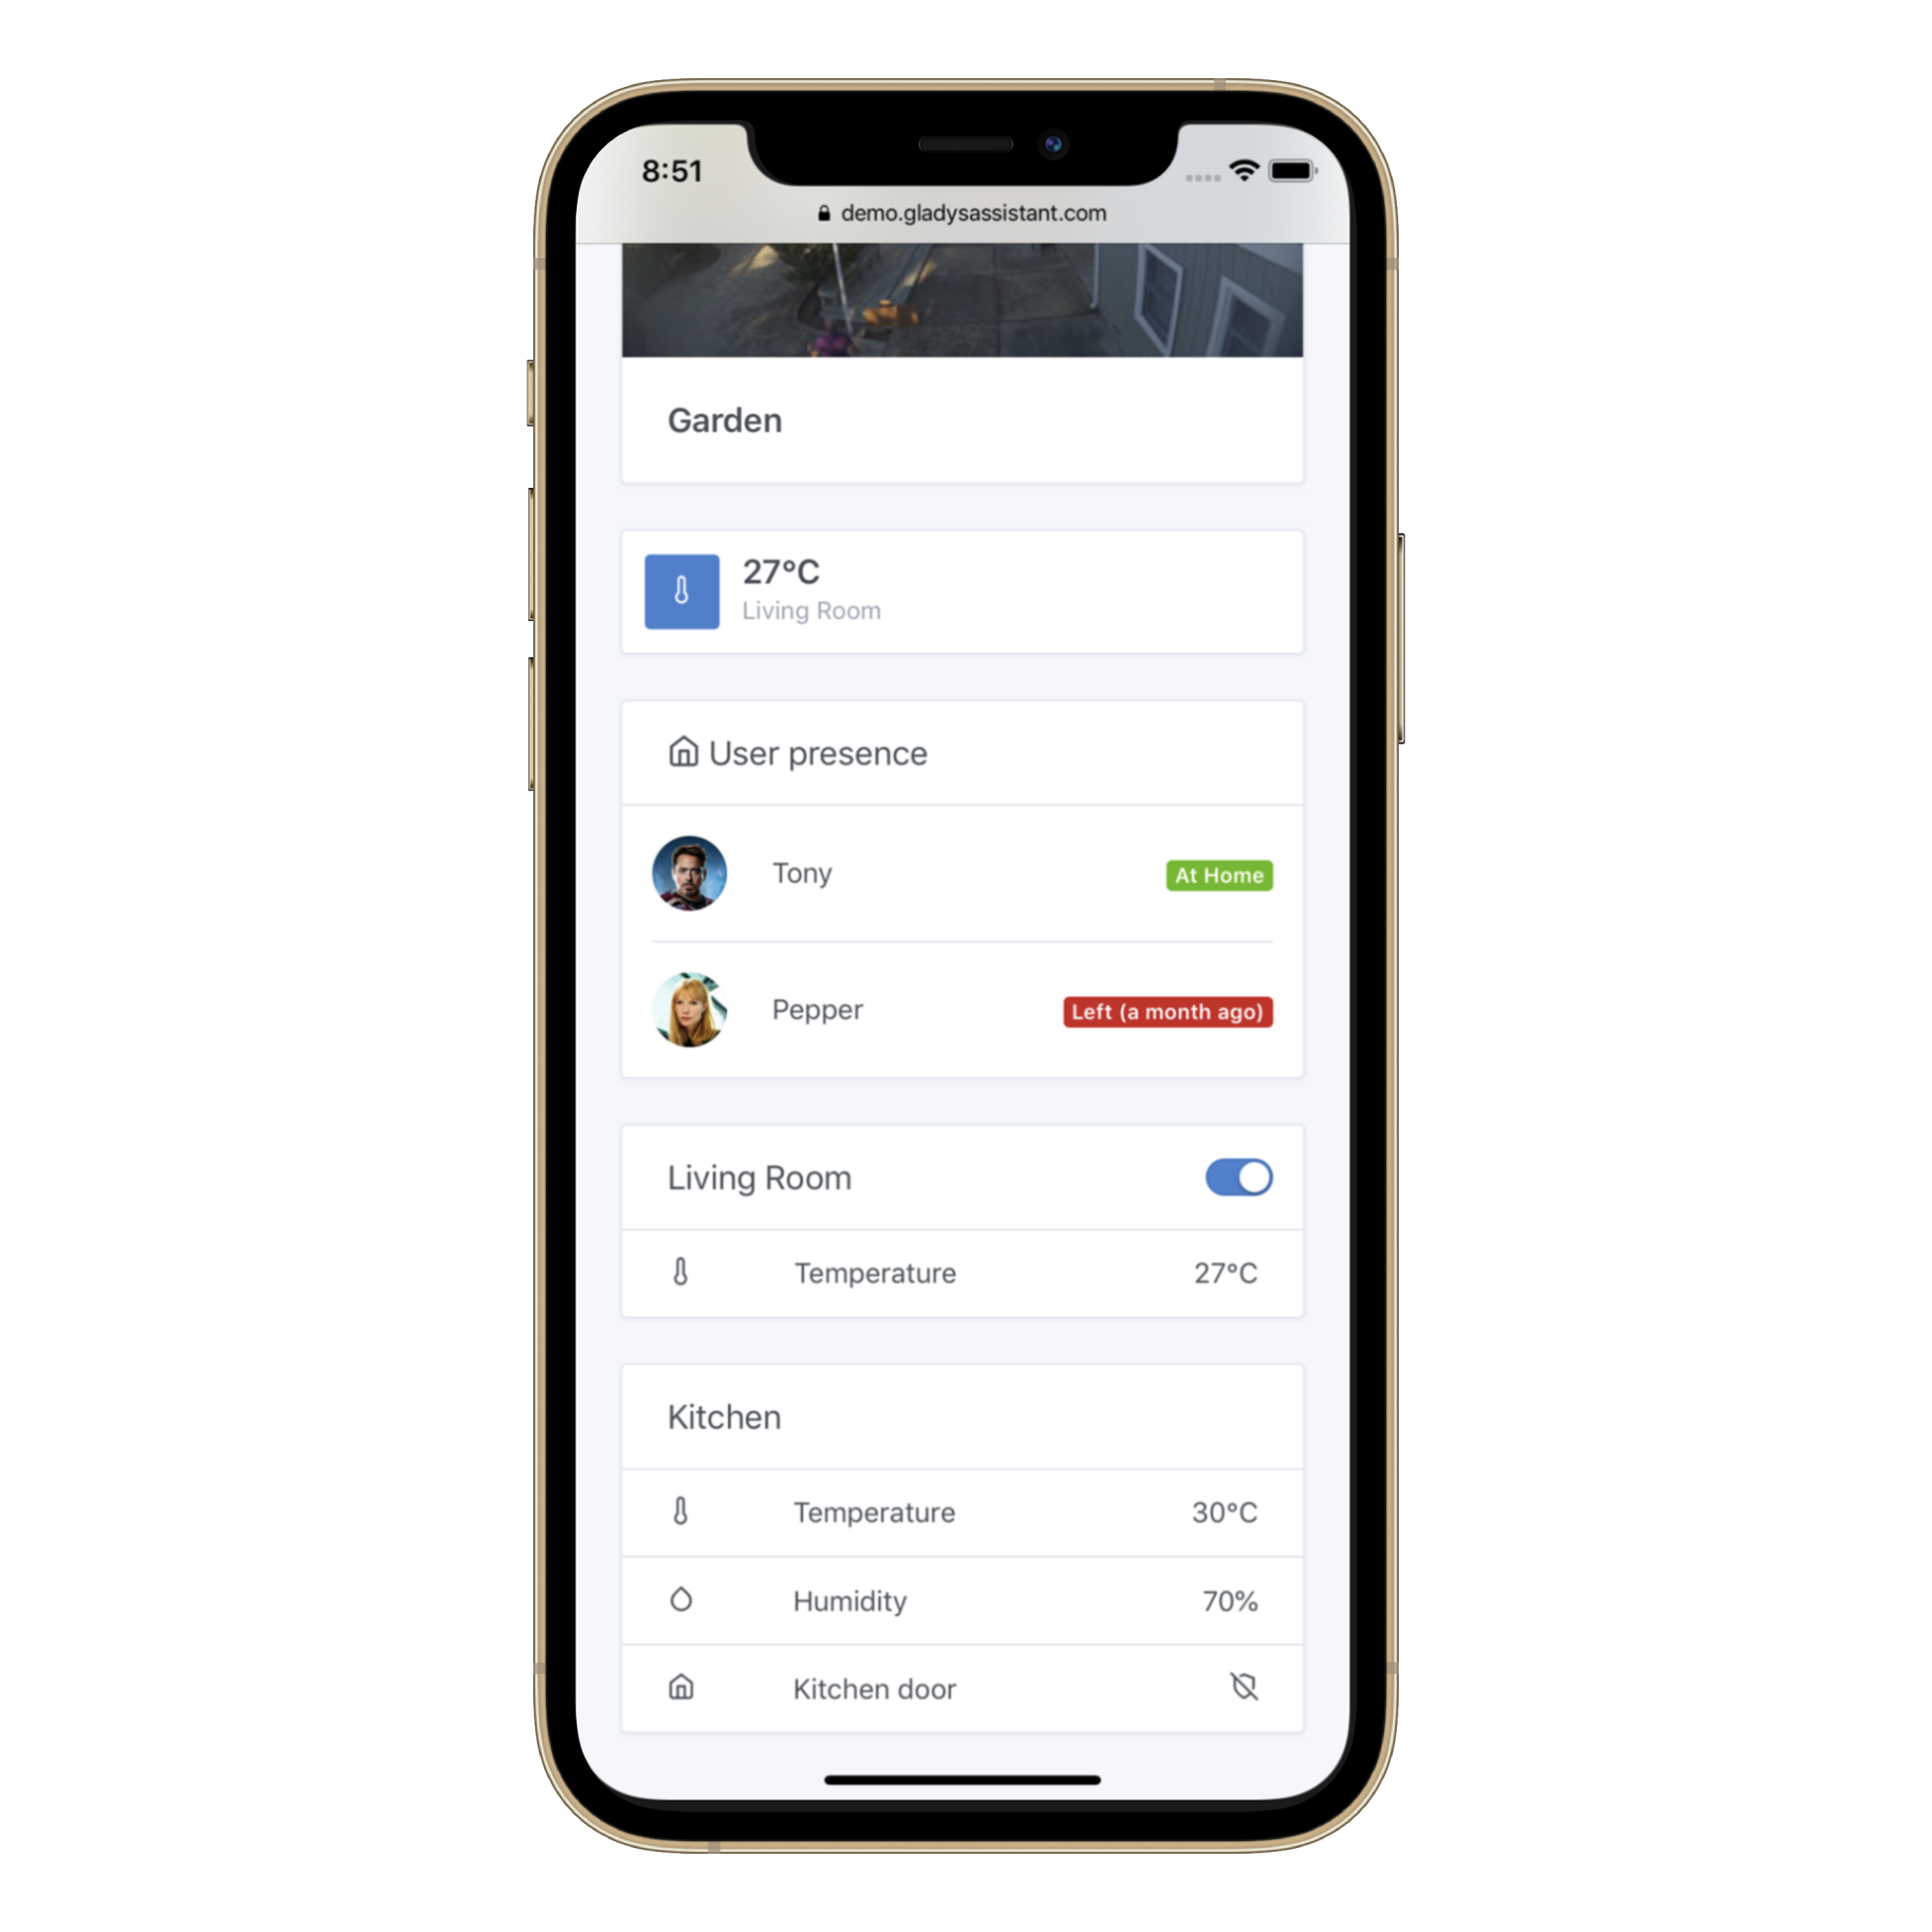 8:51
demo.gladysassistant.com
Garden
27°C
Living Room
User presence
Tony At Home
Pepper Left (a month ago)
Living Room
Temperature 27°C
Kitchen
Temperature 30°C
Humidity 70%
Kitchen door